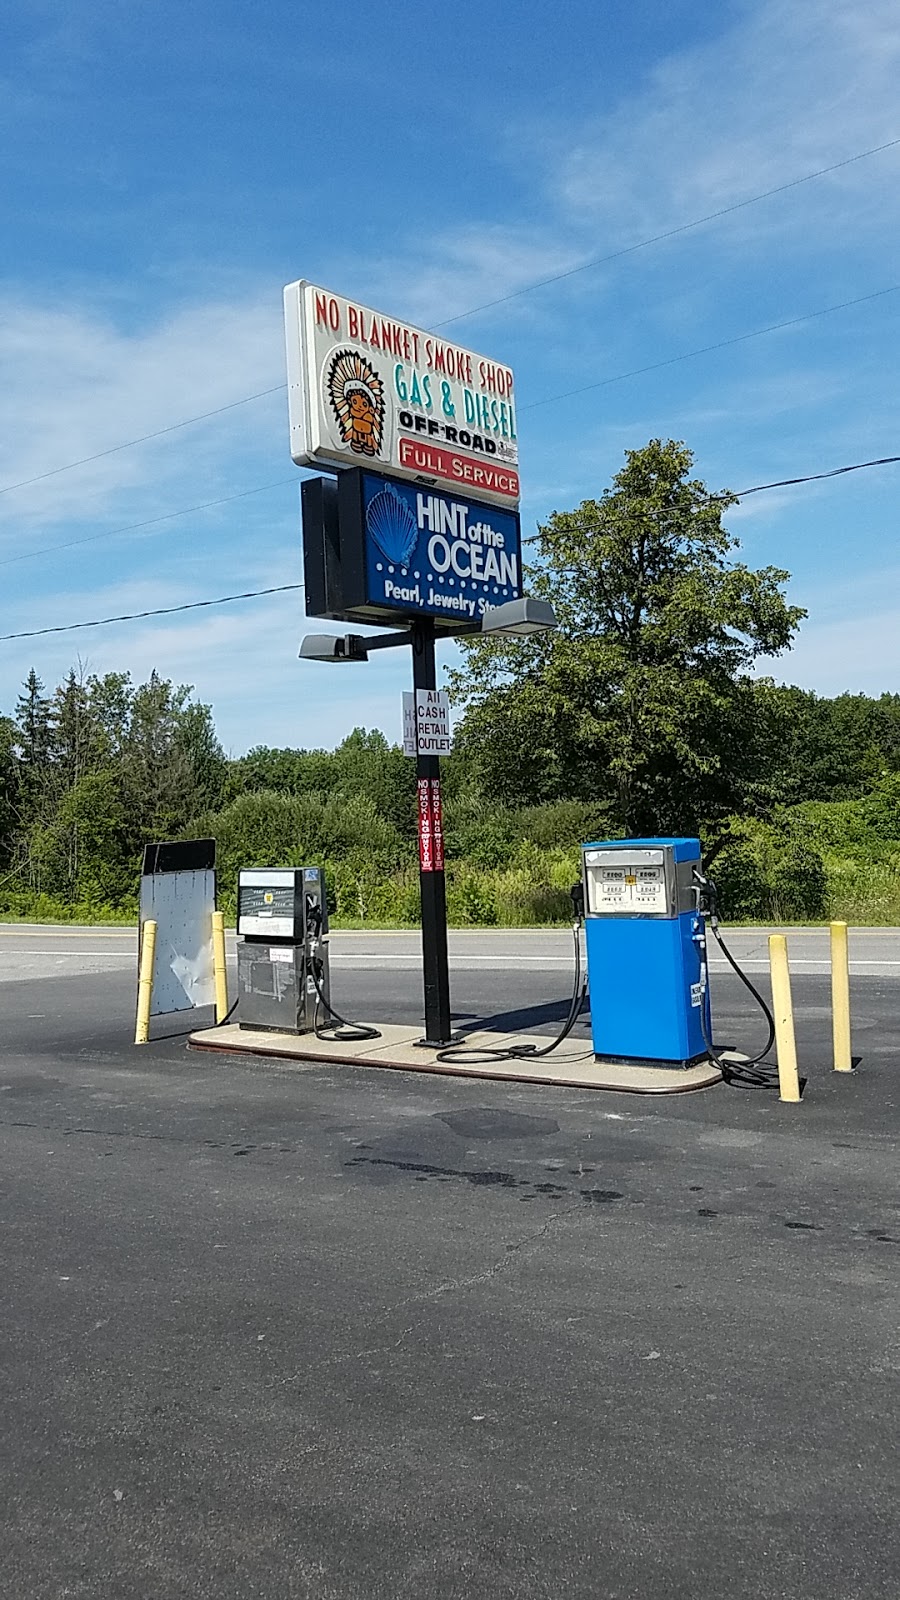 NO BLANKET SMOKE SHOP
GAS & DIESEL
OFF-ROAD
FULL SERVICE
HINT of the
OCEAN
Pearl, Jewelry
All
CASH
RETAIL
OUTLET
NO SMOKING
NO SMOKING